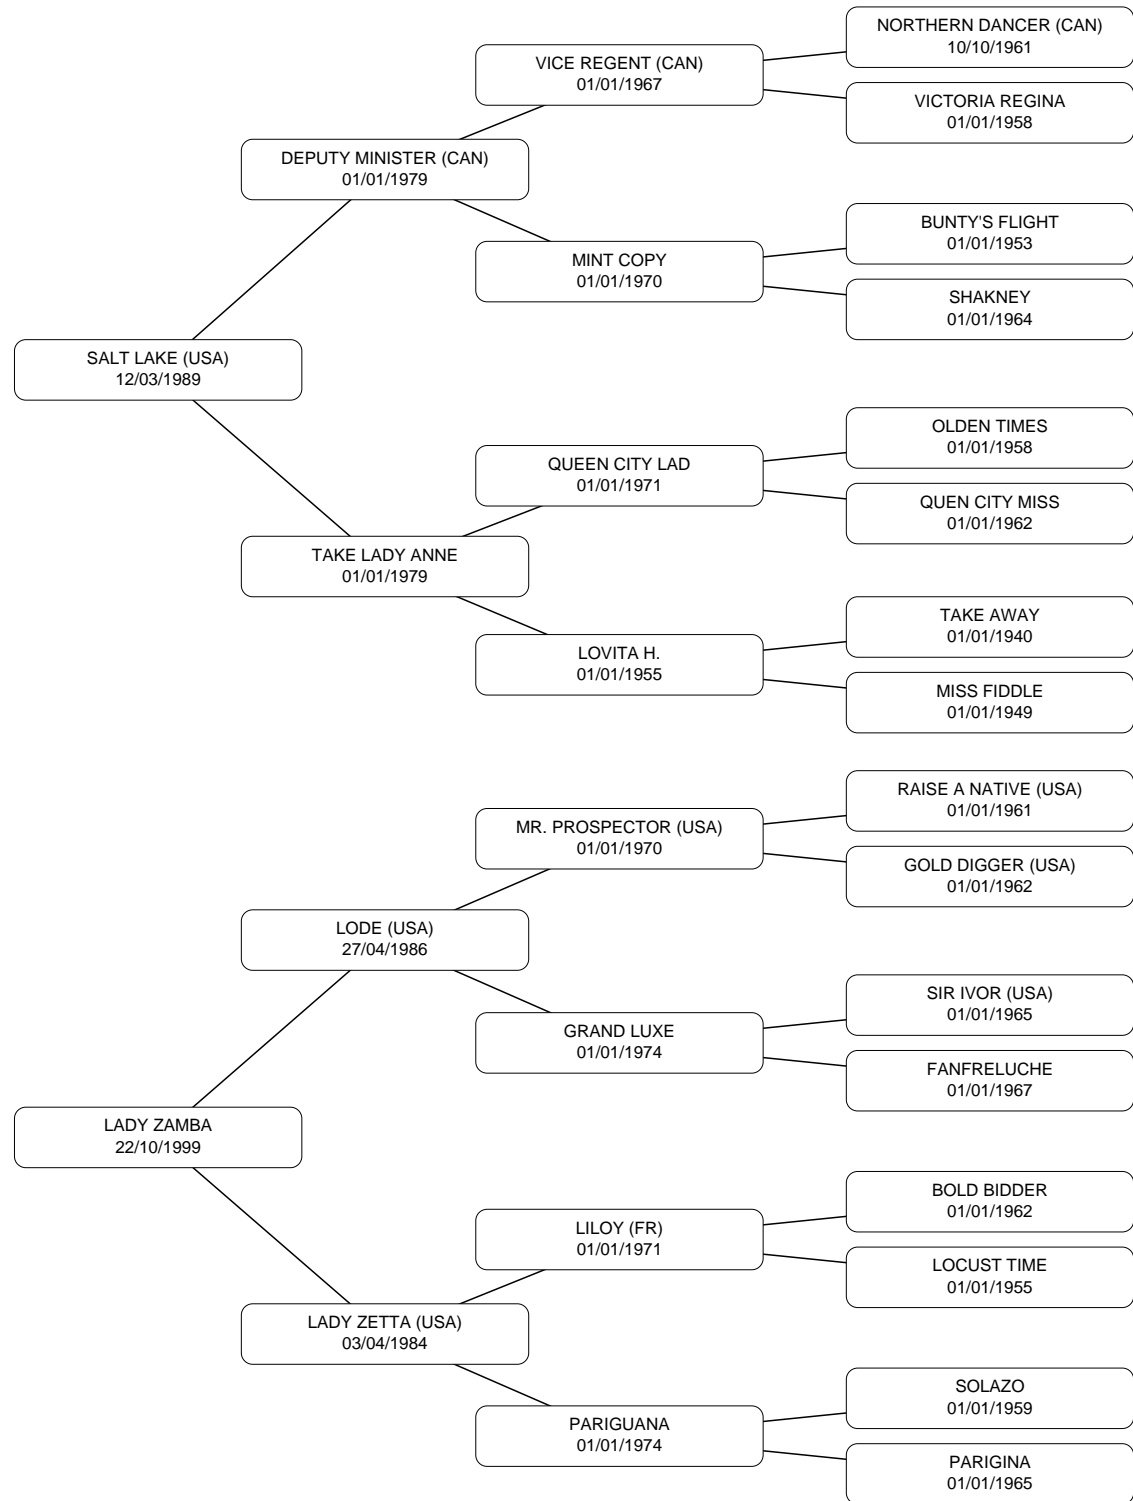 NORTHERN DANCER (CAN)
10/10/1961
VICE REGENT (CAN)
01/01/1967
VICTORIA REGINA
01/01/1958
DEPUTY MINISTER (CAN)
01/01/1979
BUNTY'S FLIGHT
01/01/1953
MINT COPY
01/01/1970
SHAKNEY
01/01/1964
SALT LAKE (USA)
12/03/1989
OLDEN TIMES
01/01/1958
QUEEN CITY LAD
01/01/1971
QUEN CITY MISS
01/01/1962
TAKE LADY ANNE
01/01/1979
TAKE AWAY
01/01/1940
LOVITA H.
01/01/1955
MISS FIDDLE
01/01/1949
RAISE A NATIVE (USA)
01/01/1961
MR. PROSPECTOR (USA)
01/01/1970
GOLD DIGGER (USA)
01/01/1962
LODE (USA)
27/04/1986
SIR IVOR (USA)
01/01/1965
GRAND LUXE
01/01/1974
FANFRELUCHE
01/01/1967
LADY ZAMBA
22/10/1999
BOLD BIDDER
01/01/1962
LILOY (FR)
01/01/1971
LOCUST TIME
01/01/1955
LADY ZETTA (USA)
03/04/1984
SOLAZO
01/01/1959
PARIGUANA
01/01/1974
PARIGINA
01/01/1965